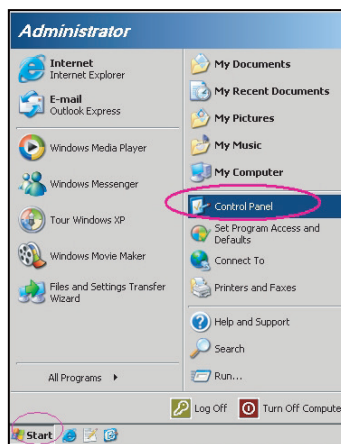 Administrator
Internet
Internet Explorer
E-mail
Outlook Express
Windows Media Player
Windows Messenger
Tour Windows XP
Windows Movie Maker
Files and Settings Transfer
Wizard
All Programs
My Documents
My Recent Documents
My Pictures
My Music
My Computer
Control Panel
Set Program Access and
Defaults
Connect To
Printers and Faxes
Help and Support
Search
Run...
Log Off
Turn Off Compute
Start